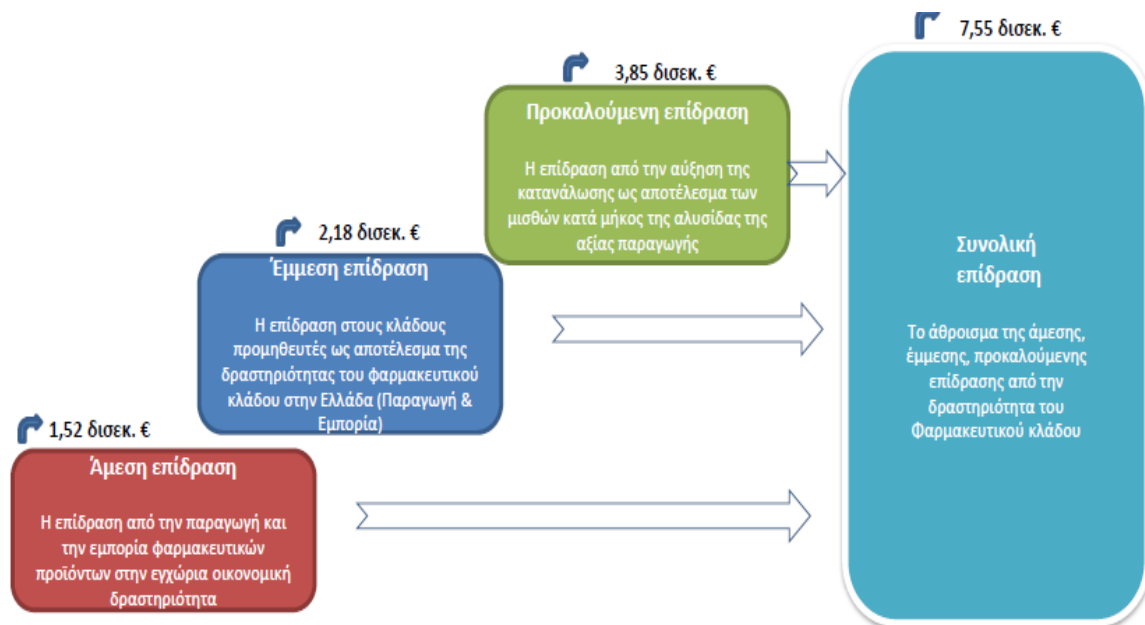 7,55 δισεκ. €
3,85 δισεκ. €
Προκαλούμενη επίδραση
Η επίδραση από την αύξηση της
κατανάλωσης ως αποτέλεσμα των
μισθών κατά μήκος της αλυσίδας της
αξίας παραγωγής
2,18 δισεκ. €
Έμμεση επίδραση
Η επίδραση στους κλάδους
προμηθευτές ως αποτέλεσμα της
δραστηριότητας του φαρμακευτικού
κλάδου στην Ελλάδα (Παραγωγή &
Εμπορία)
1,52 δισεκ. €
Άμεση επίδραση
Η επίδραση από την παραγωγή και
την εμπορία φαρμακευτικών
προϊόντων στην εγχώρια οικονομική
δραστηριότητα
Συνολική
επίδραση
Το άθροισμα της άμεσης,
έμμεσης, προκαλούμενης
επίδρασης από την
δραστηριότητα του
Φαρμακευτικού κλάδου